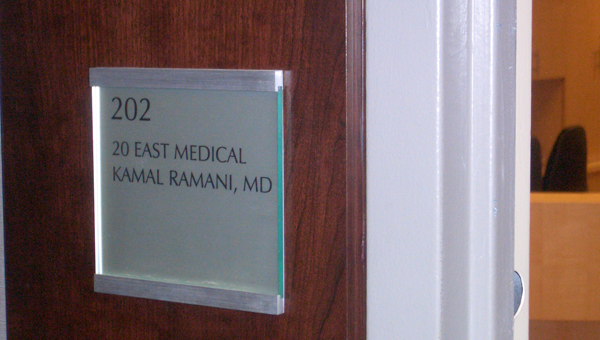 202
20 EAST MEDICAL
KAMAL RAMANI, MD